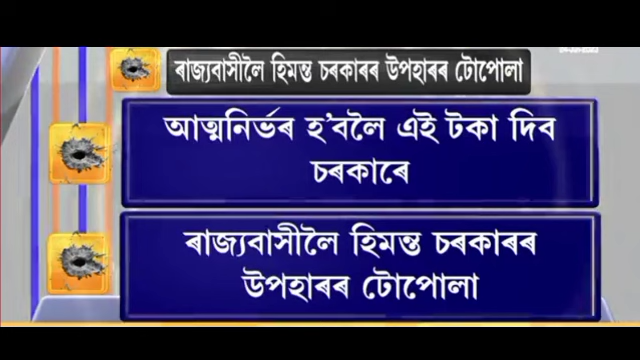 ৰাজ্যবাসীলৈ হিমন্ত চৰকাৰৰ উপহাৰৰ টোপোলা
আত্মনিৰ্ভৰ হ'বলৈ এই টকা দিব
চৰকাৰে
ৰাজ্যবাসীলৈ হিমন্ত চৰকাৰৰ
উপহাৰৰ টোপোলা